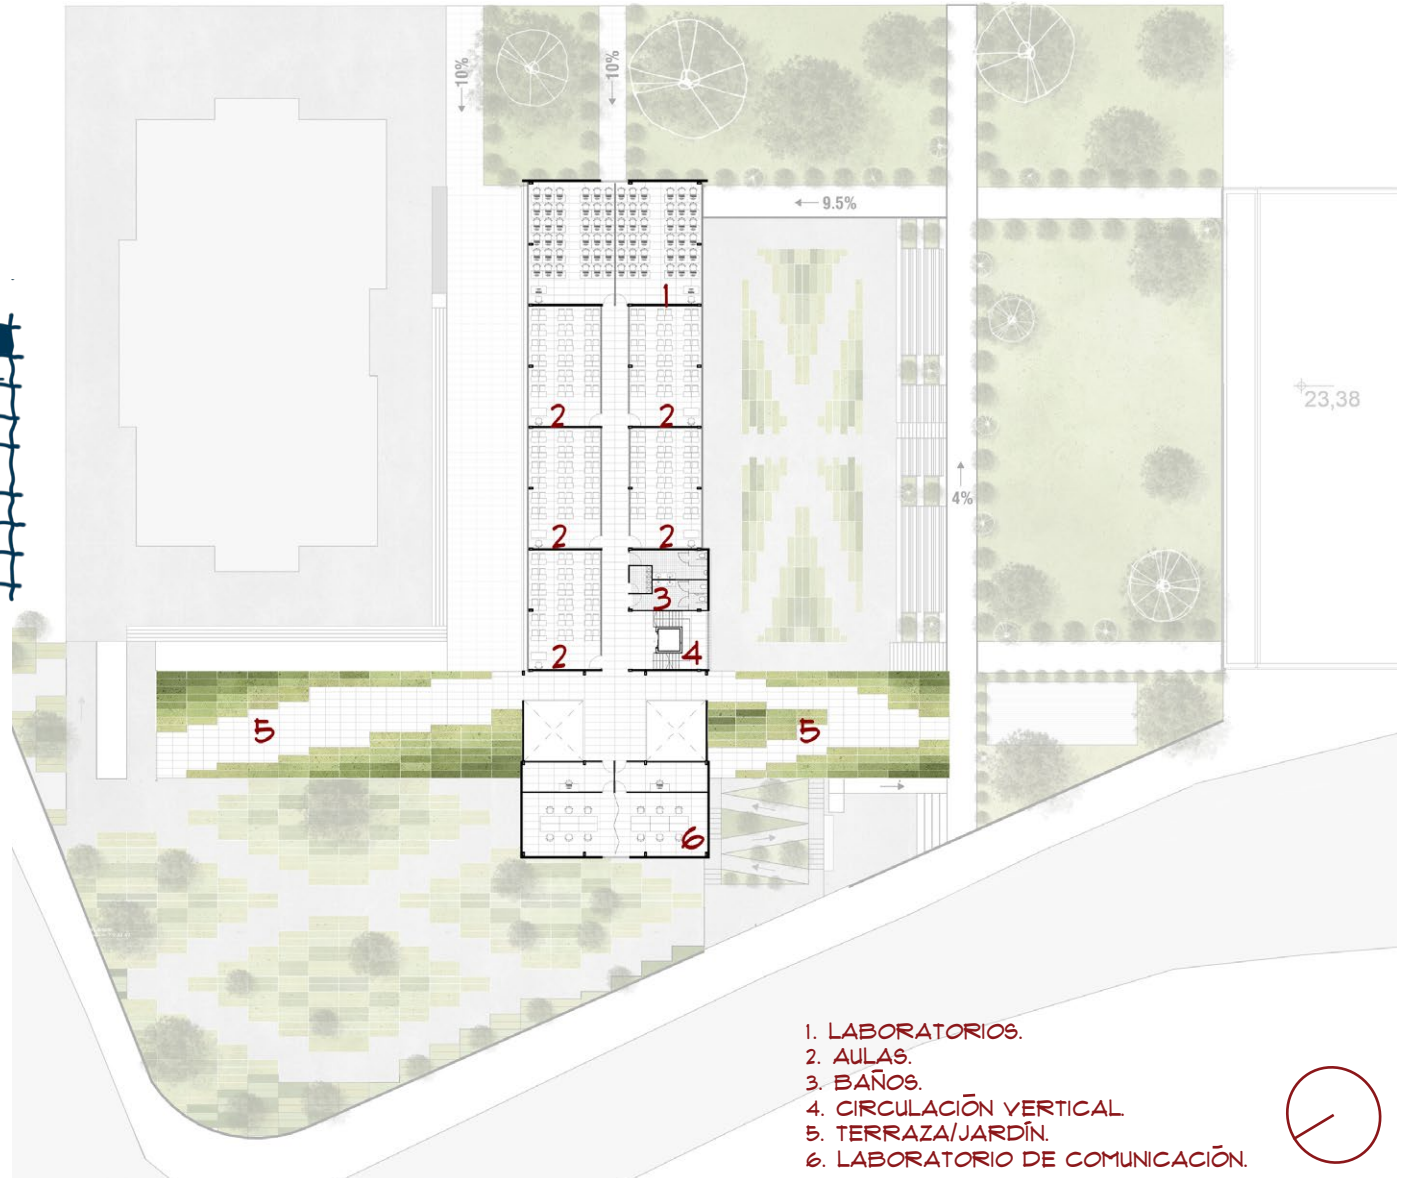 10%
10%
9.5%
1
23,38
2 2
4%
2 2
3
2 4
5 5
6
1. LABORATORIOS.
2. AULAS.
3. BAÑOS.
4. CIRCULACIÓN VERTICAL.
5. TERRAZA/JARDÍN.
6. LABORATORIO DE COMUNICACIÓN.